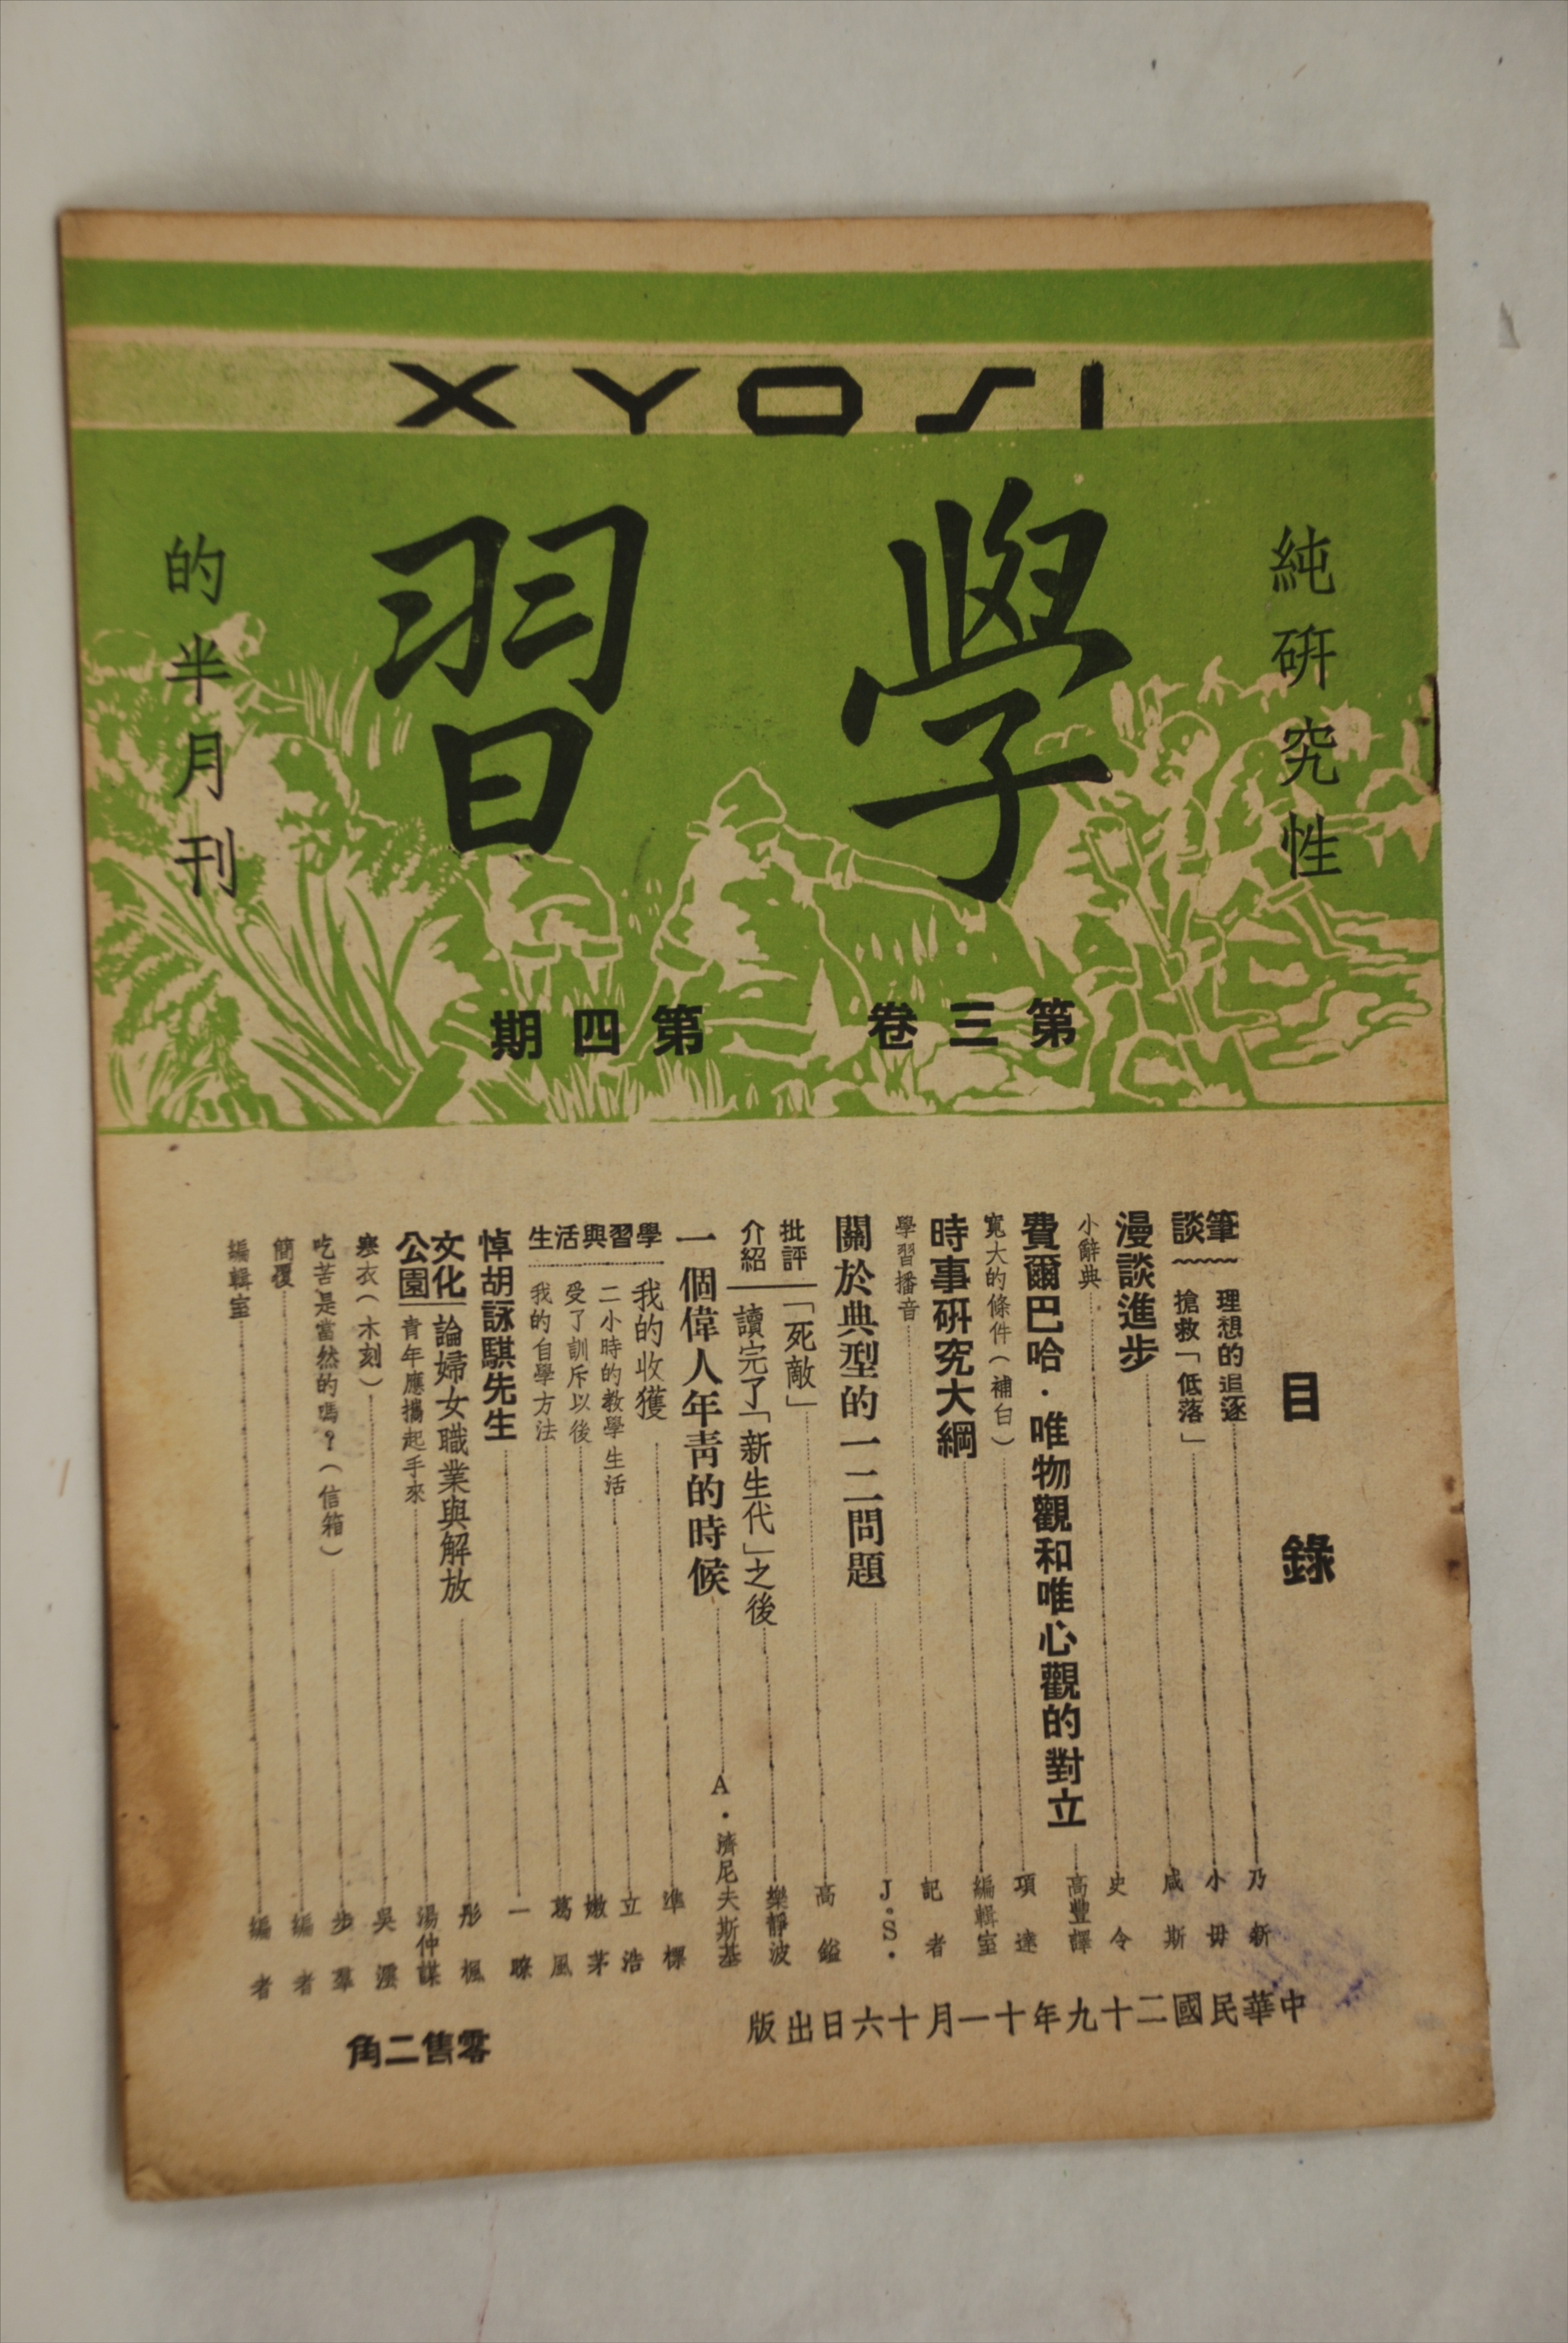 XYOSI
學習
純研究性
的半月刊
第三卷 第四期
目錄
筆談
理想的追逐 乃新
搶救「低落」 小毋
漫談進步 咸斯
小辭典 史令
費爾巴哈·唯物觀和唯心觀的對立 高豐譯
寬大的條件(補白) 項達
時事研究大綱 編輯室
學習播音 記者
關於典型的一二問題 J.S.
批評介紹
「死敵」 高鎰
讀完了「新生代」之後 樂靜波
一個偉人年青的時候 A·濟尼夫斯基
學習與活生
我的收獲 準樑
二小時的教學生活 立浩
受了訓斥以後 嫩茅
我的自學方法 葛風
悼胡詠騏先生 一暸
文化公園
論婦女職業與解放 彤楓
青年應攜起手來 湯仲謀
寒衣(木刻) 吳
吃苦是當然的嗎?(信箱) 步羣
簡覆 編者
編輯室 編者
中華民國二十九年十一月十六日出版
零售二角